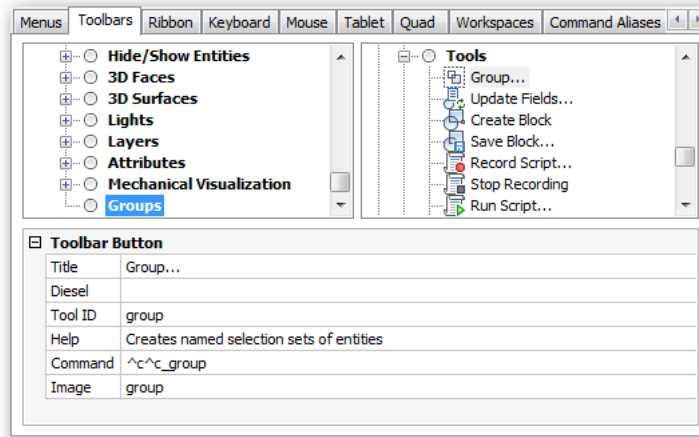 Menus Toolbars Ribbon Keyboard Mouse Tablet Quad Workspaces Command Aliases
Hide/Show Entities
3D Faces
3D Surfaces
Lights
Layers
Attributes
Mechanical Visualization
Groups
Tools
Group...
Update Fields...
Create Block
Save Block...
Record Script...
Stop Recording
Run Script...
Toolbar Button
Title Group...
Diesel
Tool ID group
Help Creates named selection sets of entities
Command ^c^c_group
Image group